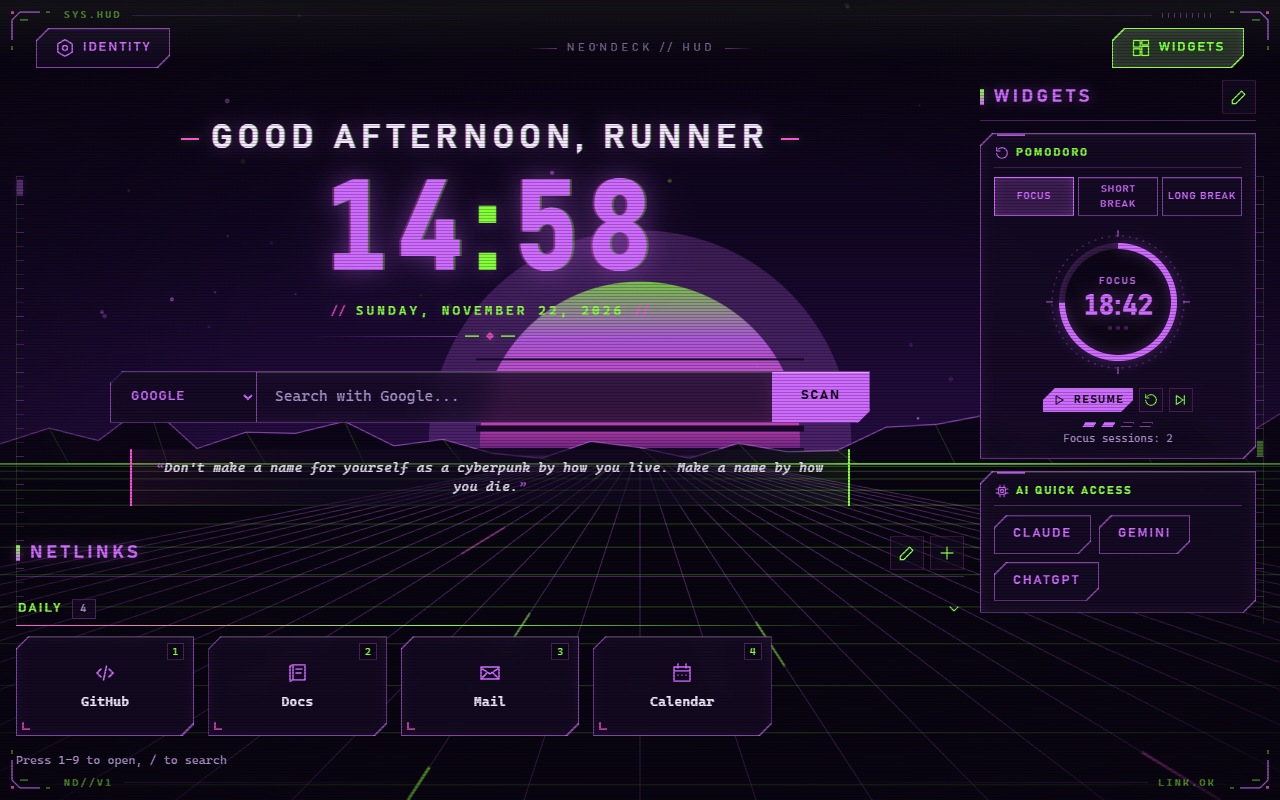 SYS.HUD
IDENTITY
NEONDECK // HUD
WIDGETS
WIDGETS
GOOD AFTERNOON, RUNNER
14:58
// SUNDAY, NOVEMBER 22, 2026 //
GOOGLE
Search with Google...
SCAN
“Don't make a name for yourself as a cyberpunk by how you live. Make a name by how
you die.”
POMODORO
FOCUS
SHORT
BREAK
LONG BREAK
FOCUS
18:42
RESUME
Focus sessions: 2
AI QUICK ACCESS
CLAUDE
GEMINI
CHATGPT
NETLINKS
DAILY 4
1
GitHub
2
Docs
3
Mail
4
Calendar
Press 1–9 to open, / to search
ND//V1
LINK.OK